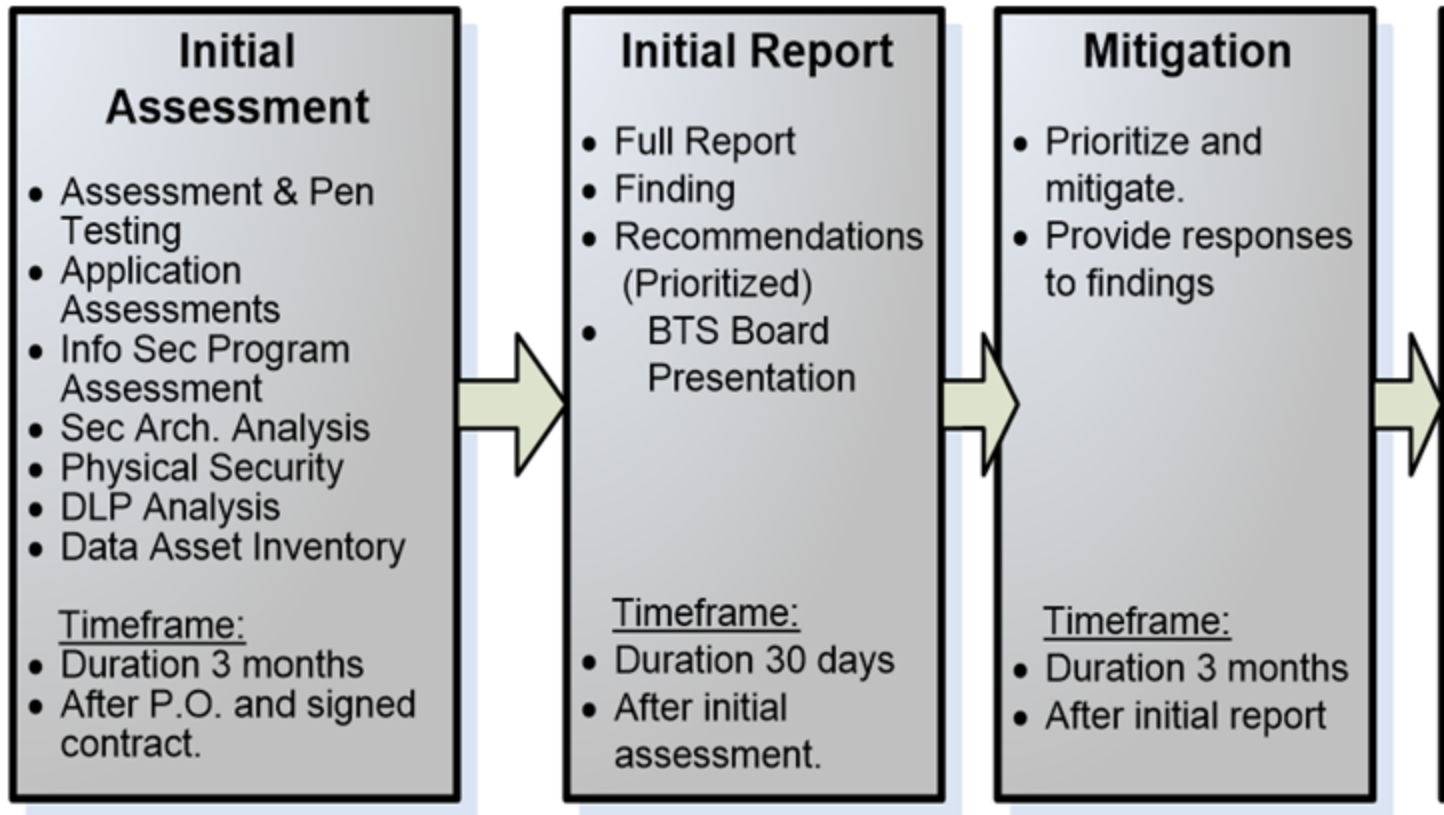 Initial
Assessment
• Assessment & Pen
Testing
• Application
Assessments
• Info Sec Program
Assessment
• Sec Arch. Analysis
• Physical Security
• DLP Analysis
• Data Asset Inventory
Timeframe:
• Duration 3 months
• After P.O. and signed
contract.
Initial Report
• Full Report
• Finding
• Recommendations
(Prioritized)
• BTS Board
Presentation
Timeframe:
• Duration 30 days
• After initial
assessment.
Mitigation
• Prioritize and
mitigate.
• Provide responses
to findings
Timeframe:
• Duration 3 months
• After initial report